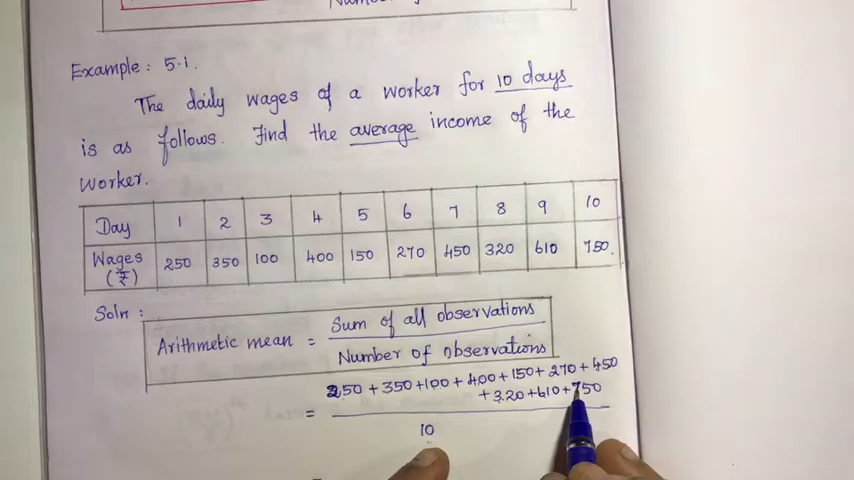 Example: 5.1.
The daily wages of a worker for 10 days
is as follows. Find the average income of the
worker.
Day 1 2 3 4 5 6 7 8 9 10
Wages (₹) 250 350 100 400 150 270 450 320 610 750.
Soln :
Arithmetic mean = Sum of all observations
Number of observations
= 250 + 350 + 100 + 400 + 150 + 270 + 450
+ 320 + 610 + 750
10